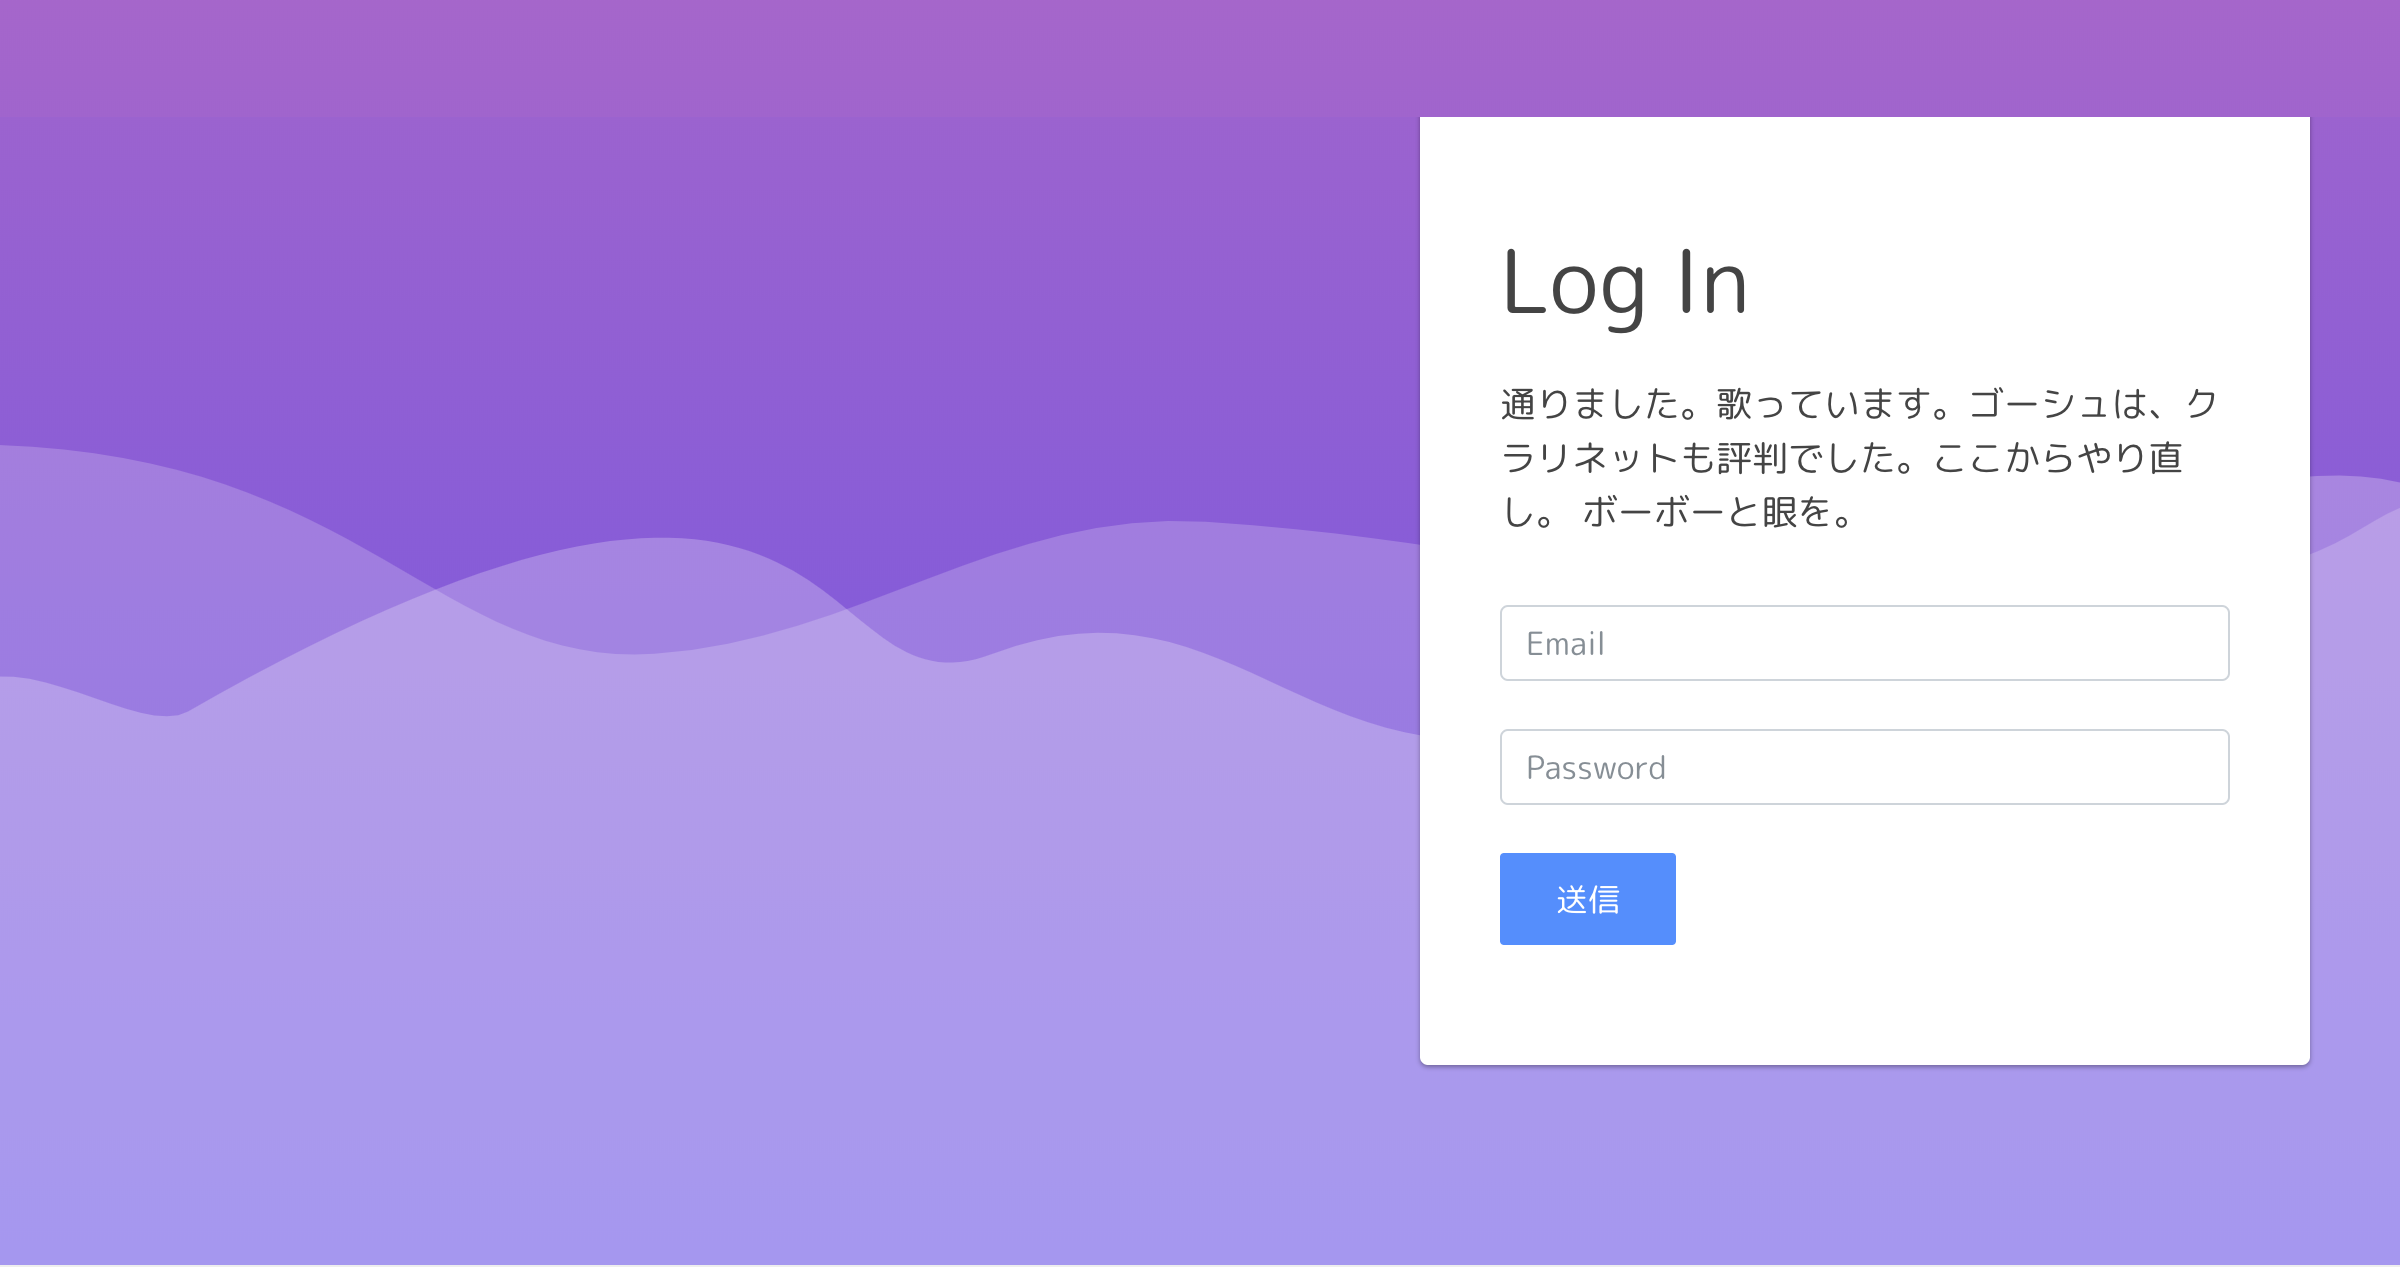 Log In
通りました。歌っています。ゴーシュは、ク
ラリネットも評判でした。ここからやり直
し。 ボーボーと眼を。
Email
Password
送信